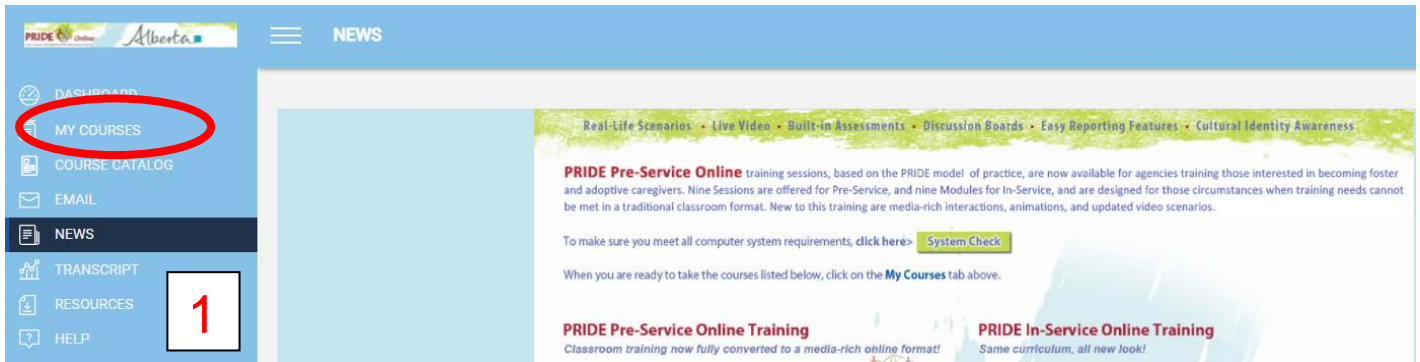 PRIDE Online Alberta
NEWS
DASHBOARD
MY COURSES
COURSE CATALOG
EMAIL
NEWS
TRANSCRIPT
RESOURCES
HELP
1
Real-Life Scenarios • Live Video • Built-in Assessments • Discussion Boards • Easy Reporting Features • Cultural Identity Awareness
PRIDE Pre-Service Online training sessions, based on the PRIDE model of practice, are now available for agencies training those interested in becoming foster
and adoptive caregivers. Nine Sessions are offered for Pre-Service, and nine Modules for In-Service, and are designed for those circumstances when training needs cannot
be met in a traditional classroom format. New to this training are media-rich interactions, animations, and updated video scenarios.
To make sure you meet all computer system requirements, click here> System Check
When you are ready to take the courses listed below, click on the My Courses tab above.
PRIDE Pre-Service Online Training
Classroom training now fully converted to a media-rich online format!
PRIDE In-Service Online Training
Same curriculum, all new look!